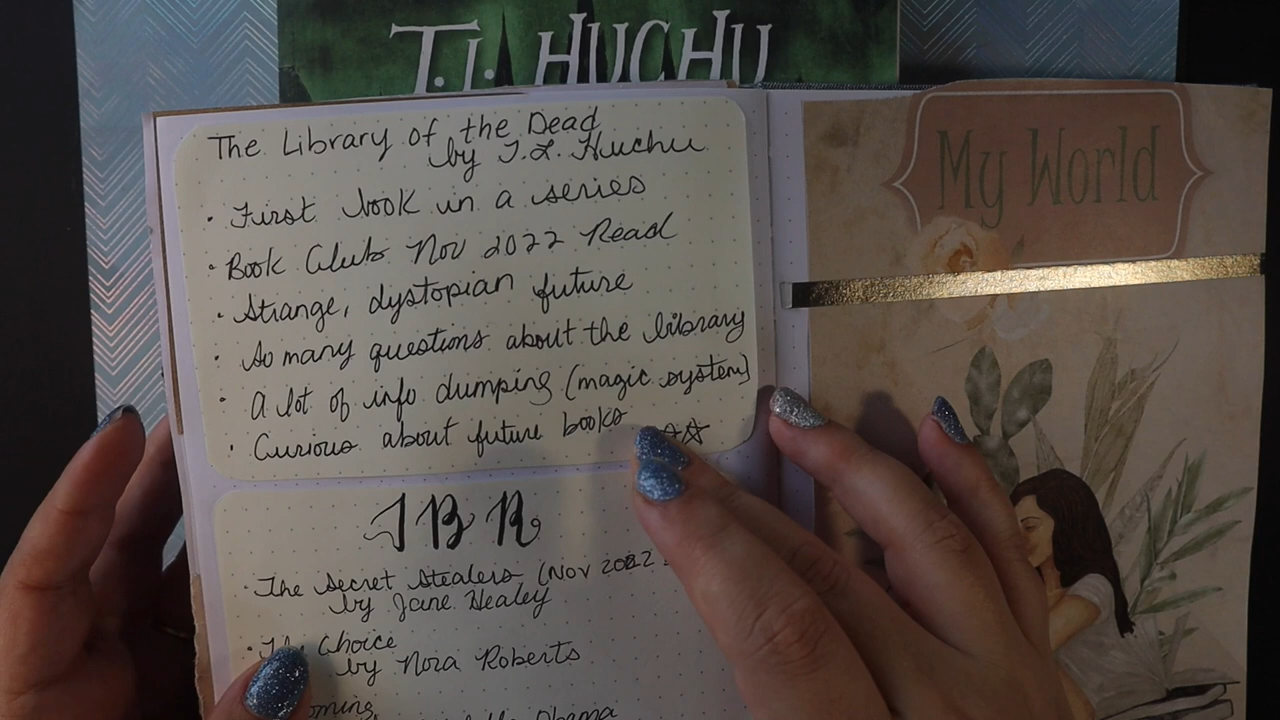 T.L. HUCHU
The Library of the Dead
by T.L. Huchu
• First book in a series
• Book Club Nov 2022 Read
• Strange, dystopian future
• So many questions about the library
• A lot of info dumping (magic system)
• Curious about future books ☆☆
TBR
• The Secret Stealers (Nov 2022
by Jane Healey
• The Choice
by Nora Roberts
Obama
My World